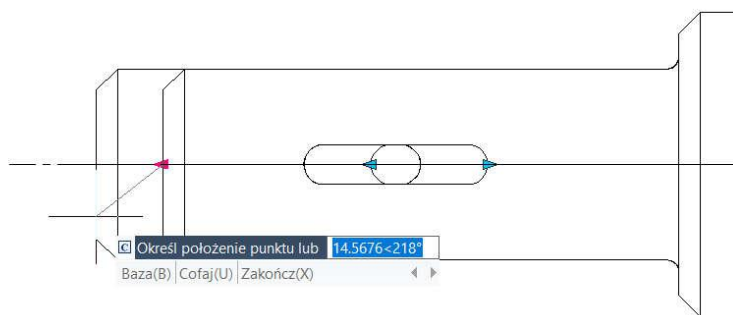 C Określ położenie punktu lub 14.5676<218°
Baza(B) Cofaj(U) Zakończ(X)